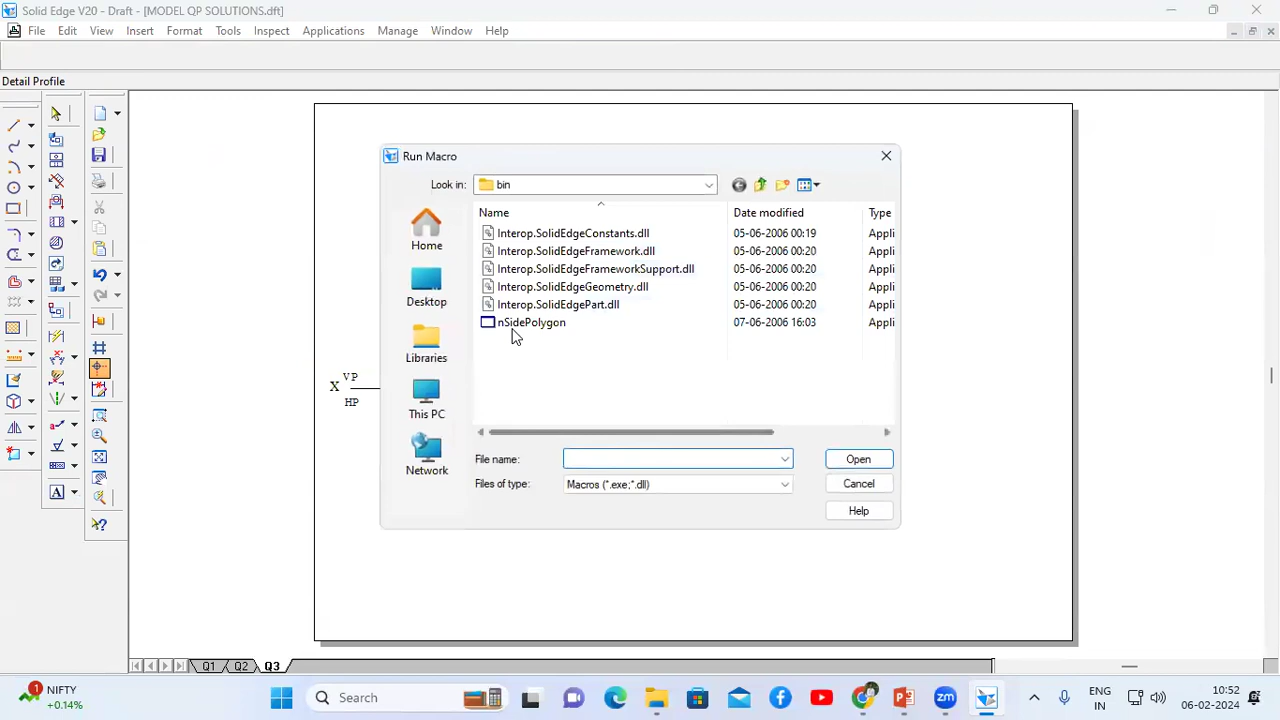 Solid Edge V20 - Draft - [MODEL QP SOLUTIONS.dft]
File Edit View Insert Format Tools Inspect Applications Manage Window Help
Detail Profile
Run Macro
Look in: bin
Name Date modified Type
Interop.SolidEdgeConstants.dll 05-06-2006 00:19 Appli
Interop.SolidEdgeFramework.dll 05-06-2006 00:20 Appli
Interop.SolidEdgeFrameworkSupport.dll 05-06-2006 00:20 Appli
Interop.SolidEdgeGeometry.dll 05-06-2006 00:20 Appli
Interop.SolidEdgePart.dll 05-06-2006 00:20 Appli
nSidePolygon 07-06-2006 16:03 Appli
Home
Desktop
Libraries
This PC
Network
X VP
HP
File name: Open
Files of type: Macros (*.exe;*.dll) Cancel
Help
A
Q1 Q2 Q3
1 NIFTY
+0.14%
Search
zm
ENG
IN
10:52
06-02-2024